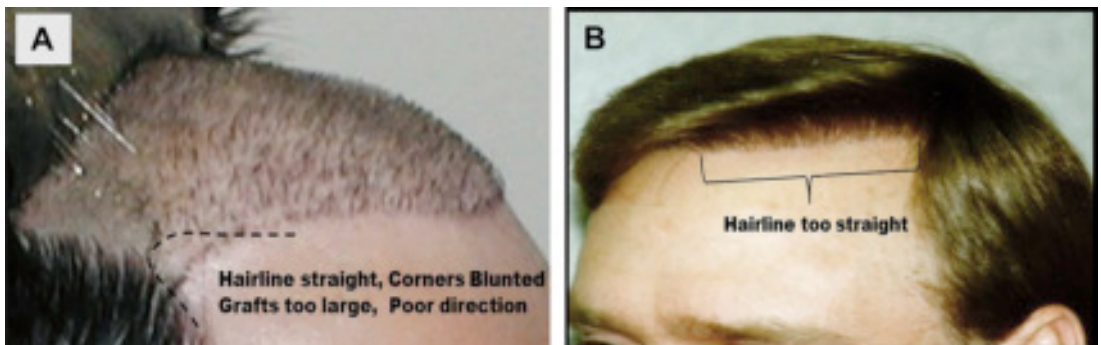 A
Hairline straight, Corners Blunted
Grafts too large, Poor direction
B
Hairline too straight